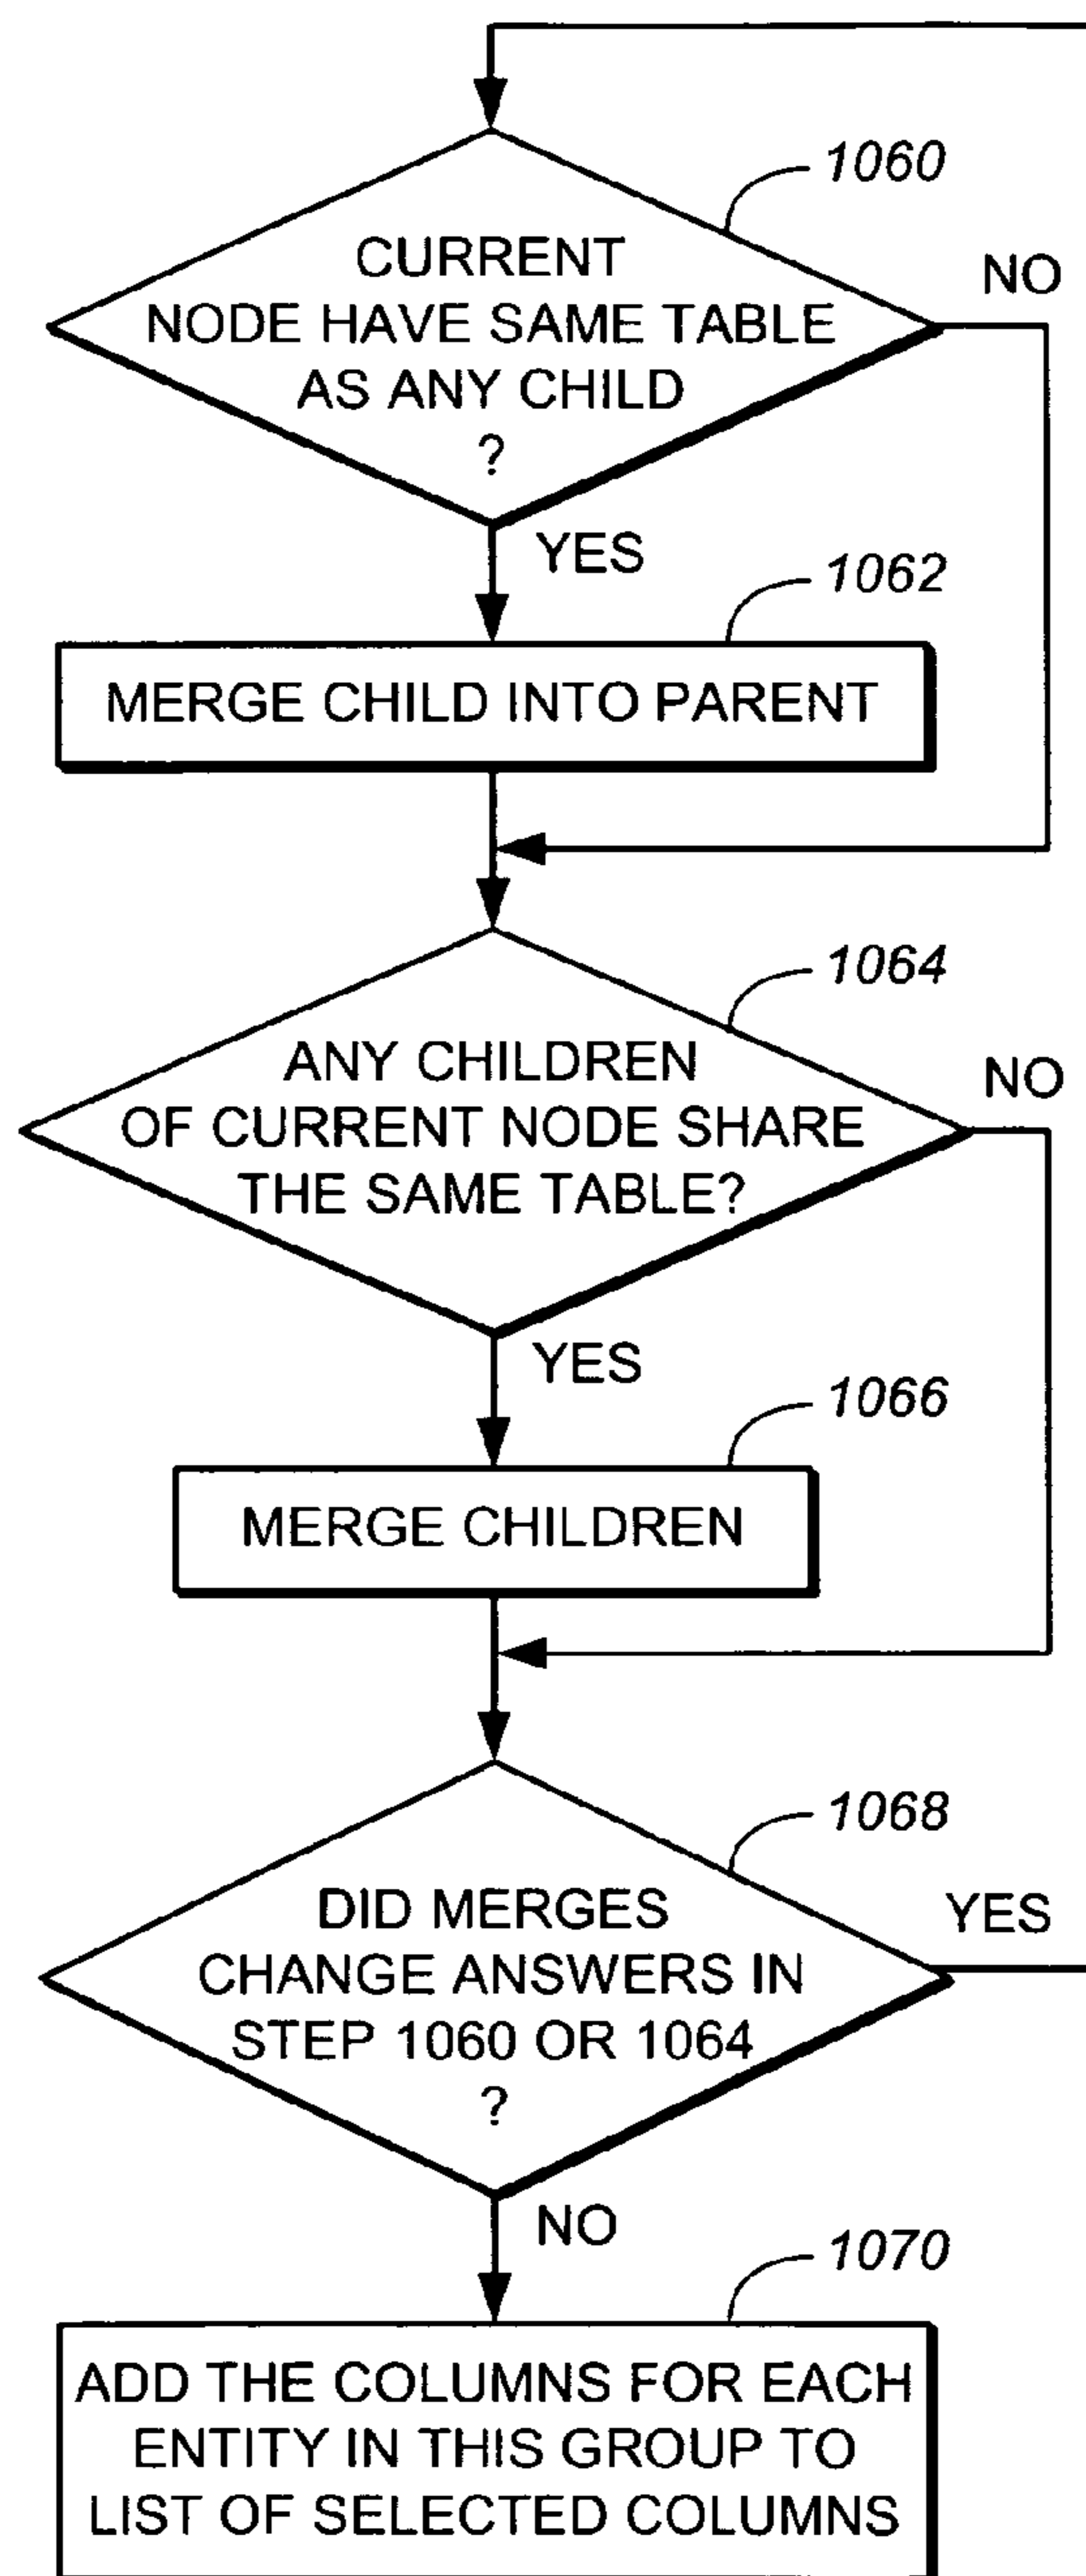 1060
CURRENT
NODE HAVE SAME TABLE
AS ANY CHILD
?
NO
YES
1062
MERGE CHILD INTO PARENT
1064
ANY CHILDREN
OF CURRENT NODE SHARE
THE SAME TABLE?
NO
YES
1066
MERGE CHILDREN
1068
DID MERGES
CHANGE ANSWERS IN
STEP 1060 OR 1064
?
YES
NO
1070
ADD THE COLUMNS FOR EACH
ENTITY IN THIS GROUP TO
LIST OF SELECTED COLUMNS